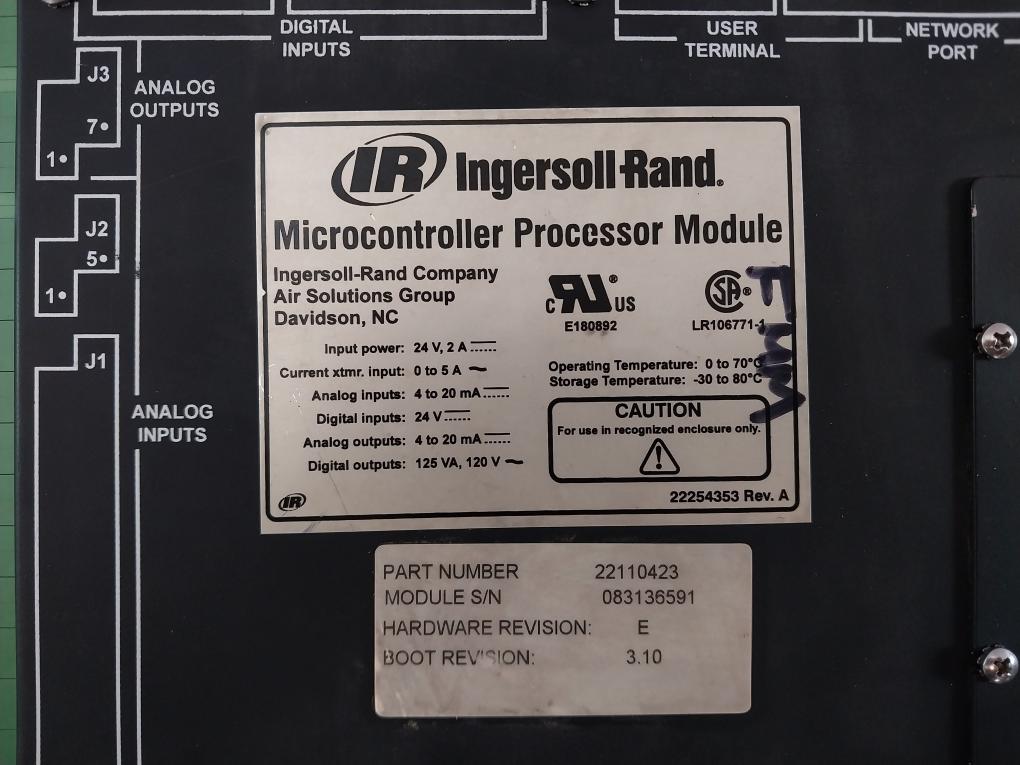 DIGITAL
INPUTS
USER
TERMINAL
NETWORK
PORT
J3
7•
1•
ANALOG
OUTPUTS
J2
5•
1•
J1
ANALOG
INPUTS
IR Ingersoll-Rand®
Microcontroller Processor Module
Ingersoll-Rand Company
Air Solutions Group
Davidson, NC
C RU ® US
E180892
SA ®
LR106771-1
Input power: 24 V, 2 A
Current xtmr. input: 0 to 5 A
Analog inputs: 4 to 20 mA
Digital inputs: 24 V
Analog outputs: 4 to 20 mA
Digital outputs: 125 VA, 120 V
Operating Temperature: 0 to 70°C
Storage Temperature: -30 to 80°C
CAUTION
For use in recognized enclosure only.
!
IR
22254353 Rev. A
PART NUMBER 22110423
MODULE S/N 083136591
HARDWARE REVISION: E
BOOT REVISION: 3.10